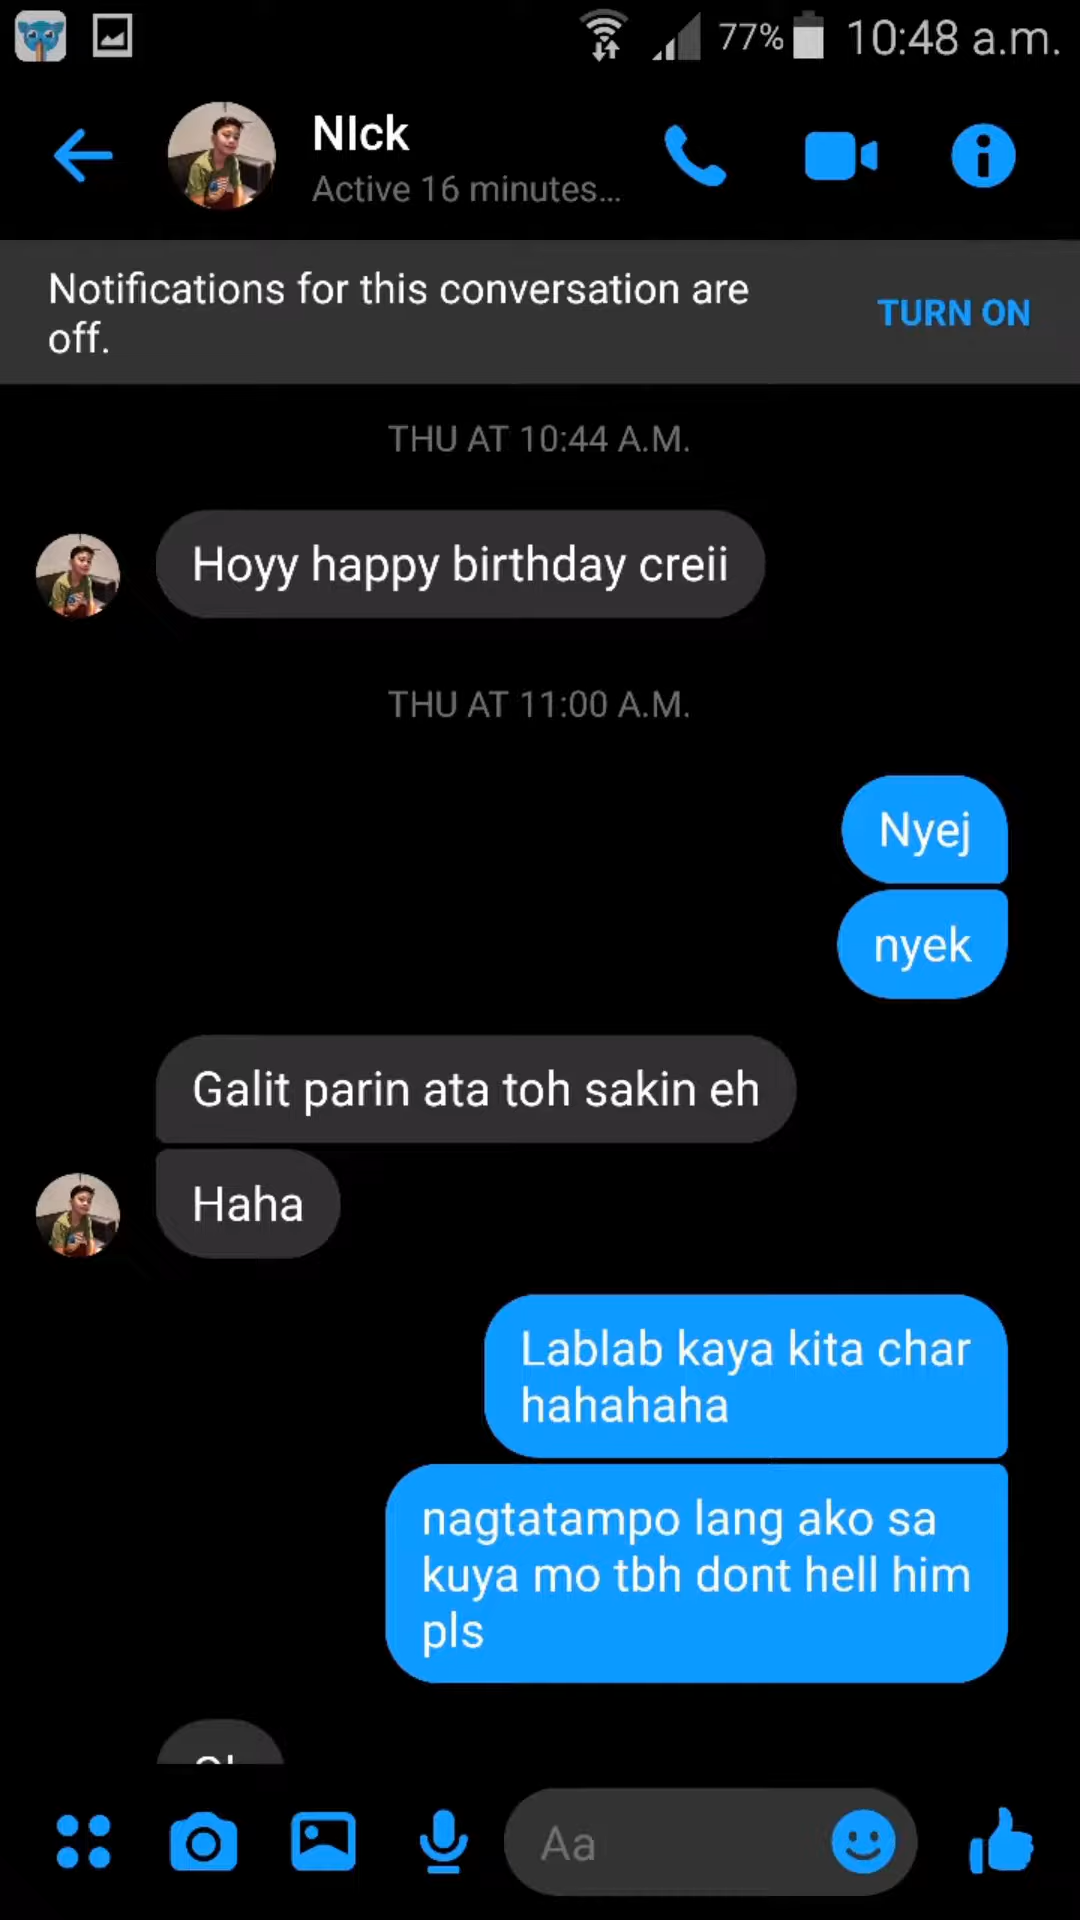 77% 10:48 a.m.
NIck
Active 16 minutes...
Notifications for this conversation are
off.
TURN ON
THU AT 10:44 A.M.
Hoyy happy birthday creii
THU AT 11:00 A.M.
Nyej
nyek
Galit parin ata toh sakin eh
Haha
Lablab kaya kita char
hahahaha
nagtatampo lang ako sa
kuya mo tbh dont hell him
pls
Aa